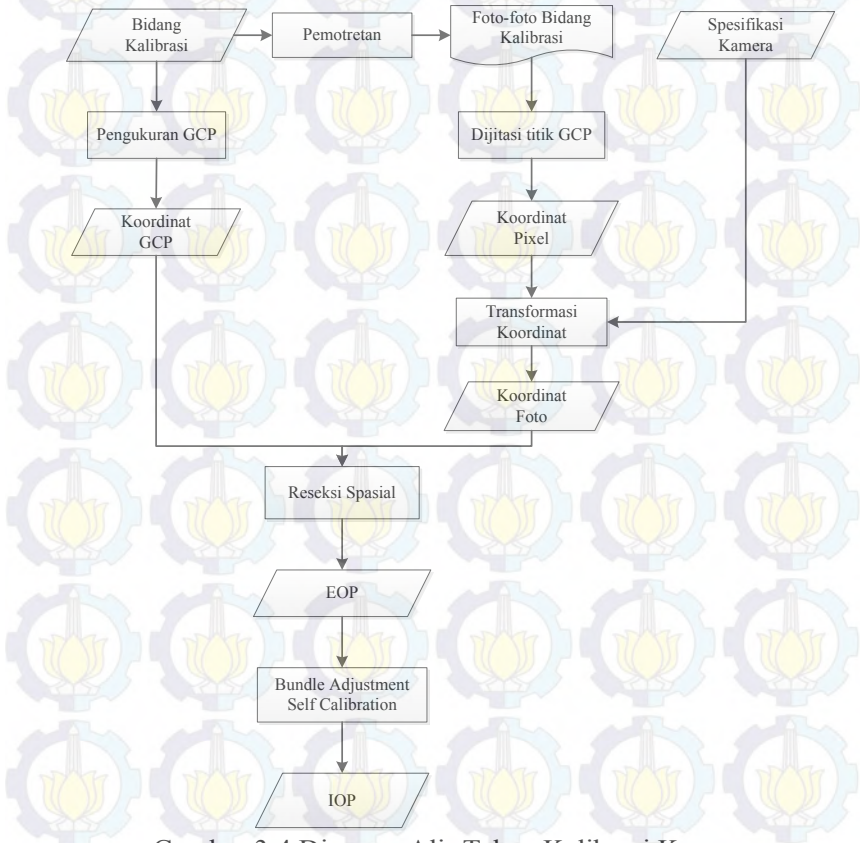 Bidang
Kalibrasi
Pemotretan
Foto-foto Bidang
Kalibrasi
Spesifikasi
Kamera
Pengukuran GCP
Dijitasi titik GCP
Koordinat
GCP
Koordinat
Pixel
Transformasi
Koordinat
Koordinat
Foto
Reseksi Spasial
EOP
Bundle Adjustment
Self Calibration
IOP